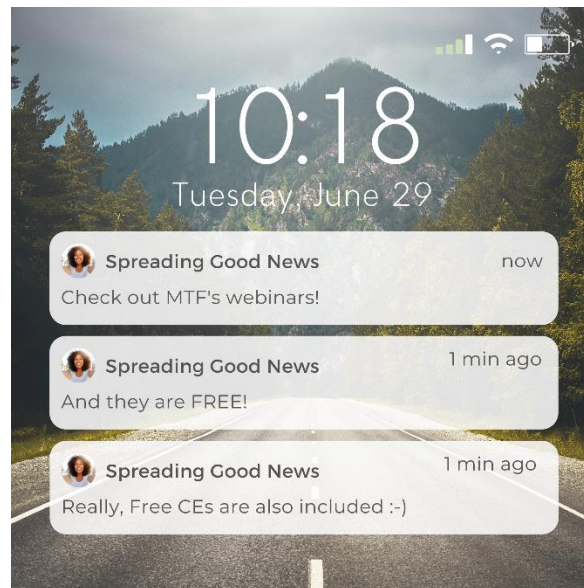 10:18
Tuesday, June 29
Spreading Good News now
Check out MTF's webinars!
Spreading Good News 1 min ago
And they are FREE!
Spreading Good News 1 min ago
Really, Free CEs are also included :-)